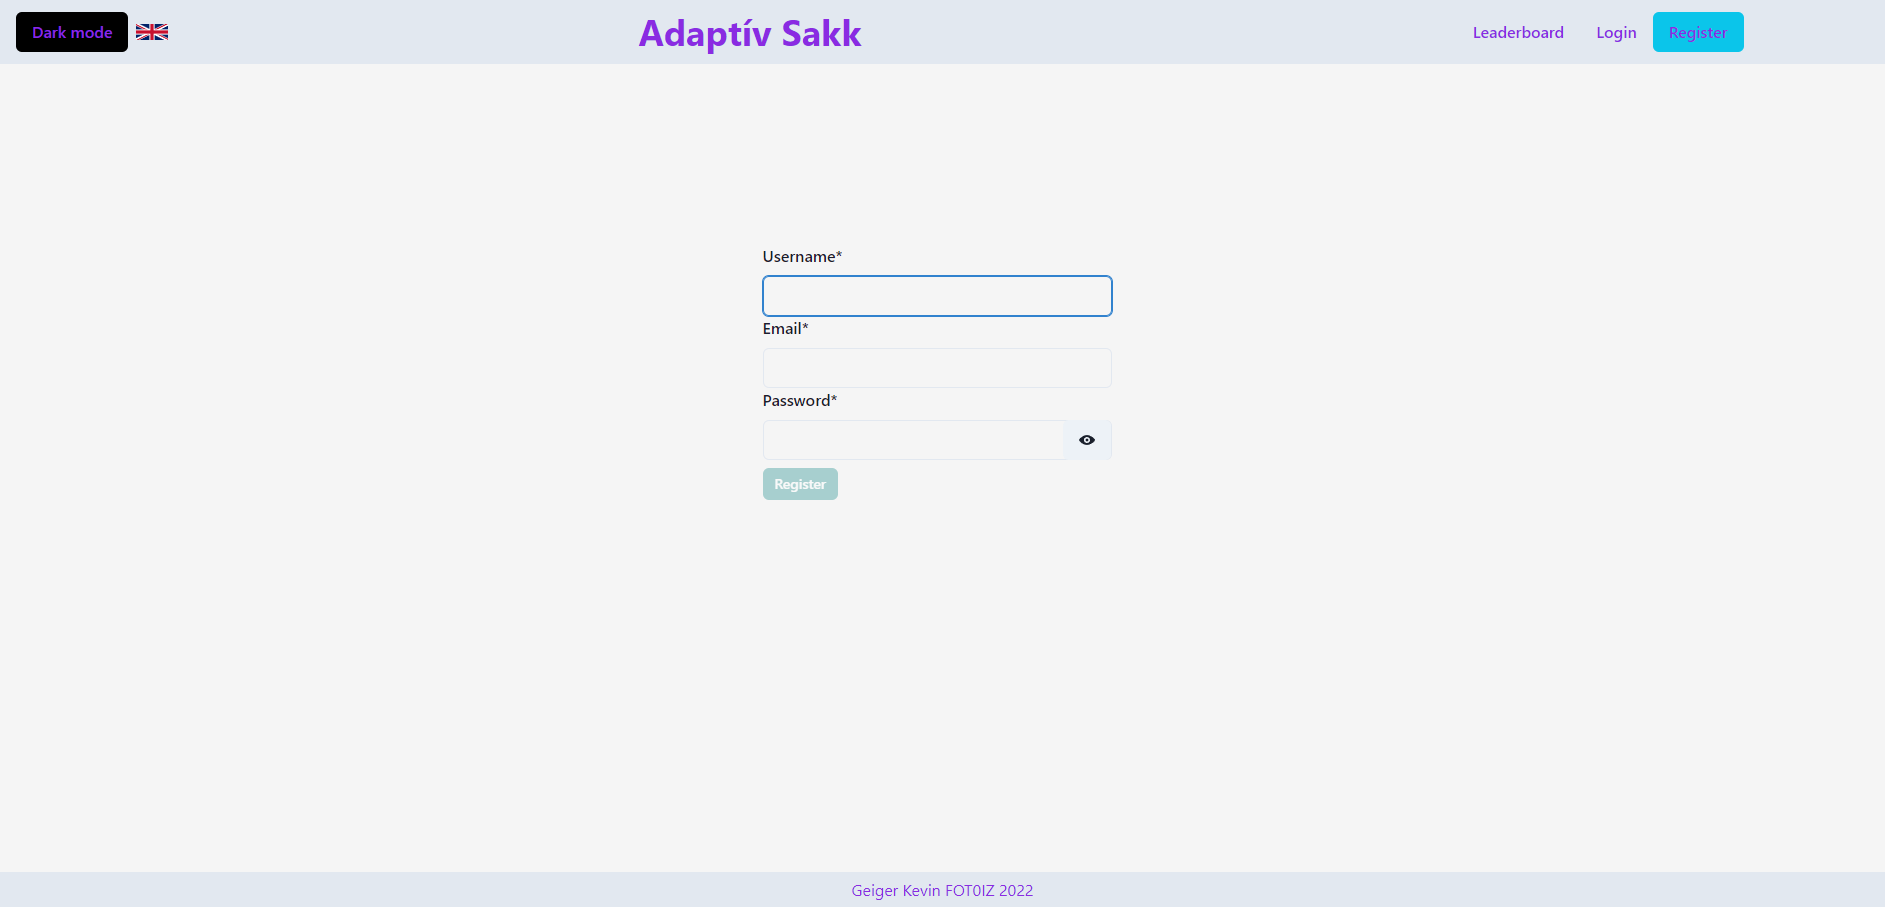 Dark mode
Adaptív Sakk
Leaderboard
Login
Register
Username*
Email*
Password*
Register
Geiger Kevin FOT0IZ 2022